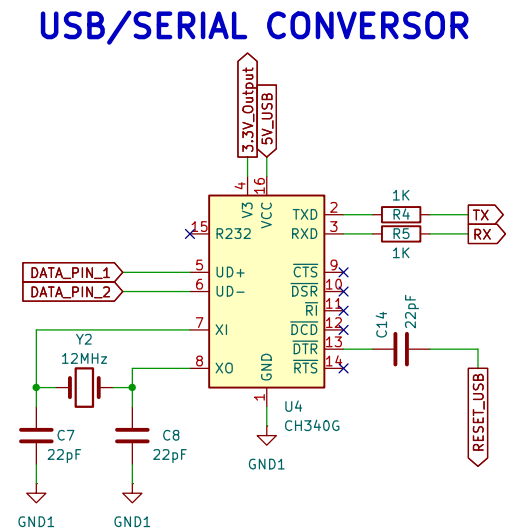 USB/SERIAL CONVERSOR
3.3V_Output
5V_USB
4
16
V3
VCC
15
R232
TXD
2
1K
R4
TX
RXD
3
R5
RX
1K
DATA_PIN_1
5
UD+
CTS
9
DATA_PIN_2
6
UD-
DSR
10
RI
11
7
XI
DCD
12
C14
22pF
Y2
12MHz
DTR
13
8
XO
RTS
14
GND
1
U4
CH340G
RESET_USB
C7
22pF
C8
22pF
GND1
GND1
GND1